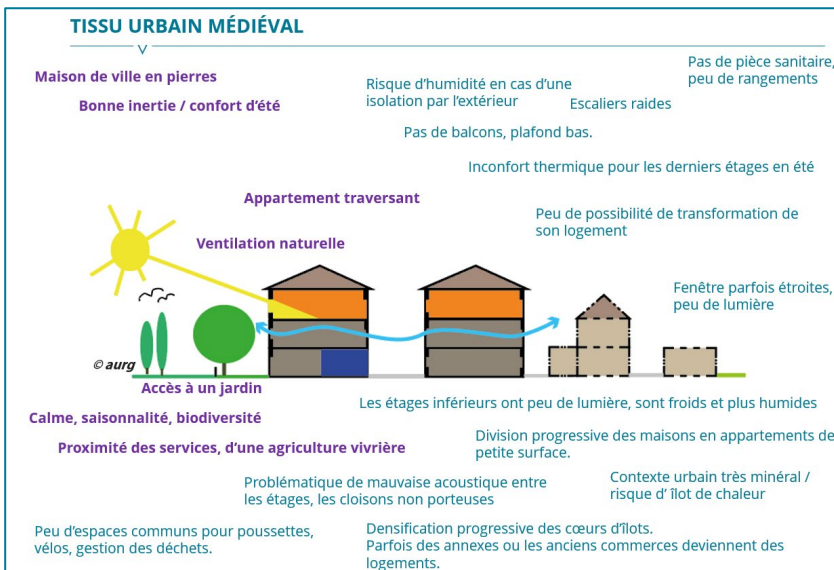 TISSU URBAIN MÉDIÉVAL
Maison de ville en pierres
Bonne inertie / confort d'été
Risque d'humidité en cas d'une
isolation par l'extérieur
Escaliers raides
Pas de pièce sanitaire,
peu de rangements
Pas de balcons, plafond bas.
Inconfort thermique pour les derniers étages en été
Appartement traversant
Ventilation naturelle
Peu de possibilité de transformation de
son logement
Fenêtre parfois étroites,
peu de lumière
© aurg
Accès à un jardin
Calme, saisonnalité, biodiversité
Proximité des services, d'une agriculture vivrière
Les étages inférieurs ont peu de lumière, sont froids et plus humides
Division progressive des maisons en appartements de
petite surface.
Problématique de mauvaise acoustique entre
les étages, les cloisons non porteuses
Contexte urbain très minéral /
risque d' îlot de chaleur
Peu d'espaces communs pour poussettes,
vélos, gestion des déchets.
Densification progressive des cœurs d'îlots.
Parfois des annexes ou les anciens commerces deviennent des
logements.